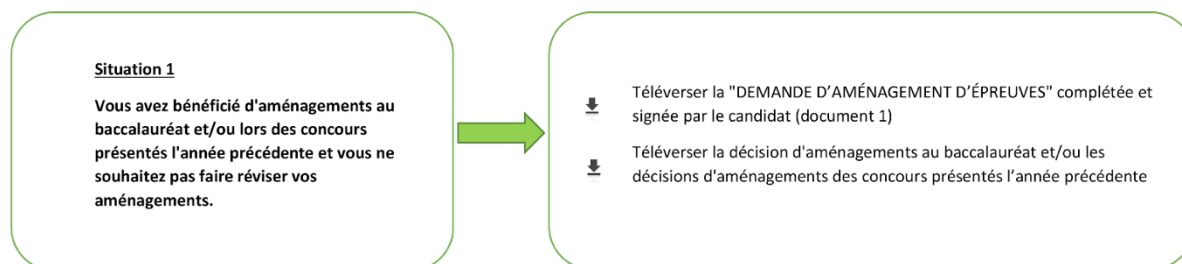 Situation 1
Vous avez bénéficié d'aménagements au
baccalauréat et/ou lors des concours
présentés l'année précédente et vous ne
souhaitez pas faire réviser vos
aménagements.
Téléverser la "DEMANDE D’AMÉNAGEMENT D’ÉPREUVES" complétée et
signée par le candidat (document 1)
Téléverser la décision d'aménagements au baccalauréat et/ou les
décisions d'aménagements des concours présentés l’année précédente